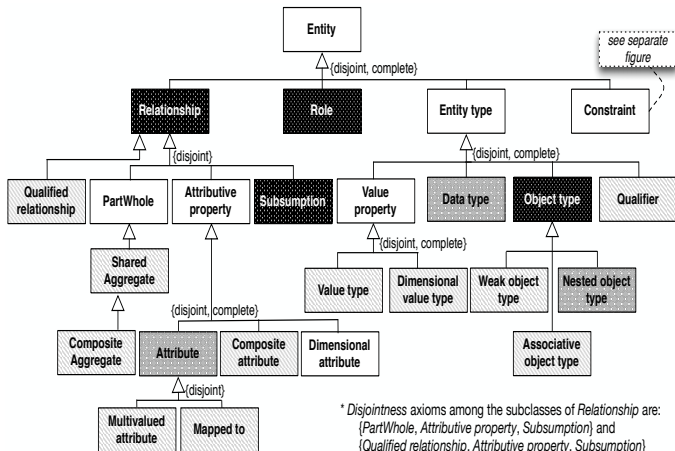 Entity
see separate
figure
{disjoint, complete}
Relationship
Role
Entity type
Constraint
{disjoint}
{disjoint, complete}
Qualified
relationship
PartWhole
Attributive
property
Subsumption
Value
property
Data type
Object type
Qualifier
{disjoint, complete}
Shared
Aggregate
Value type
Dimensional
value type
Weak object
type
Nested object
type
{disjoint, complete}
Composite
Aggregate
Attribute
Composite
attribute
Dimensional
attribute
Associative
object type
{disjoint}
Multivalued
attribute
Mapped to
* Disjointness axioms among the subclasses of Relationship are:
{PartWhole, Attributive property, Subsumption} and
{Qualified relationship, Attributive property, Subsumption}